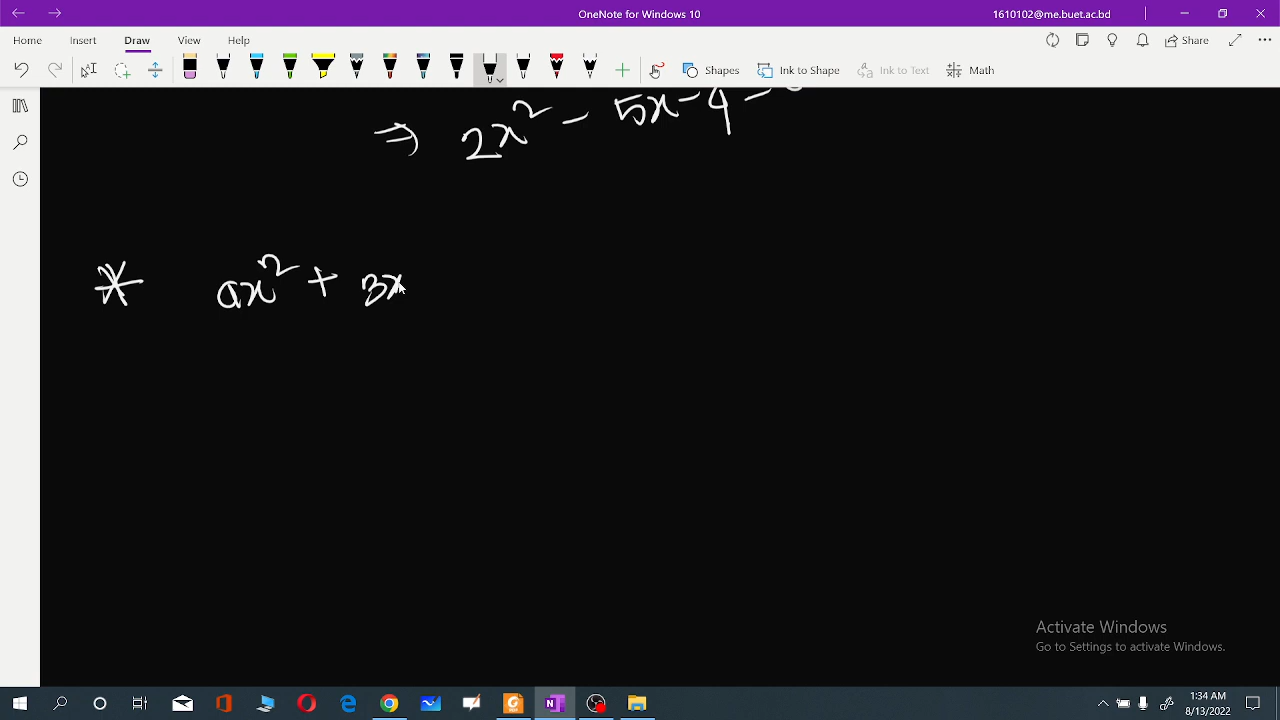 OneNote for Windows 10
1610102@me.buet.ac.bd
Home Insert Draw View Help
Share
Shapes Ink to Shape Ink to Text Math
⇒ 2x² - 5x - 4 -
* ax² + 3x
Activate Windows
Go to Settings to activate Windows.
1:34 AM
8/13/2022